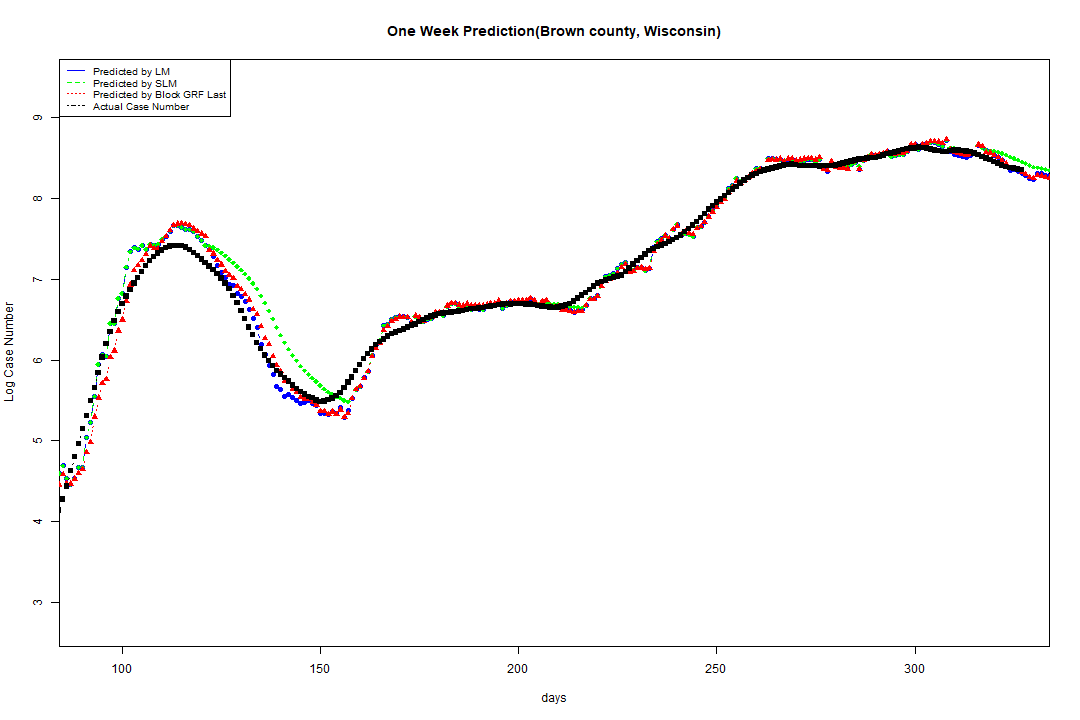 One Week Prediction(Brown county, Wisconsin)
Predicted by LM
Predicted by SLM
Predicted by Block GRF Last
Actual Case Number
Log Case Number
9
8
7
6
5
4
3
100 150 200 250 300
days